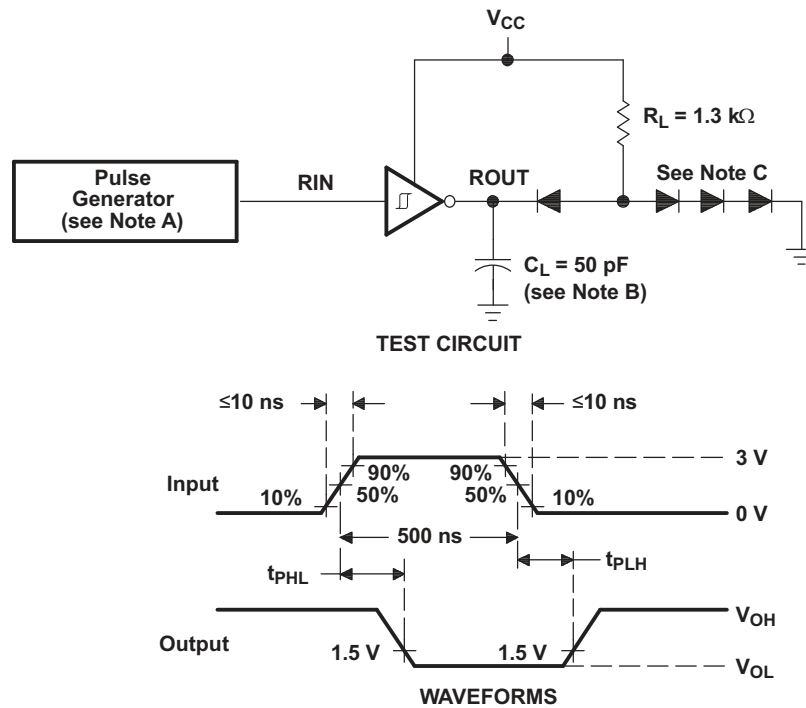 VCC
RL = 1.3 kΩ
Pulse
Generator
(see Note A)
RIN
ROUT
See Note C
CL = 50 pF
(see Note B)
TEST CIRCUIT
≤10 ns
≤10 ns
Input
10%
90%
50%
90%
50%
10%
3 V
0 V
500 ns
tPHL
tPLH
Output
1.5 V
1.5 V
VOH
VOL
WAVEFORMS